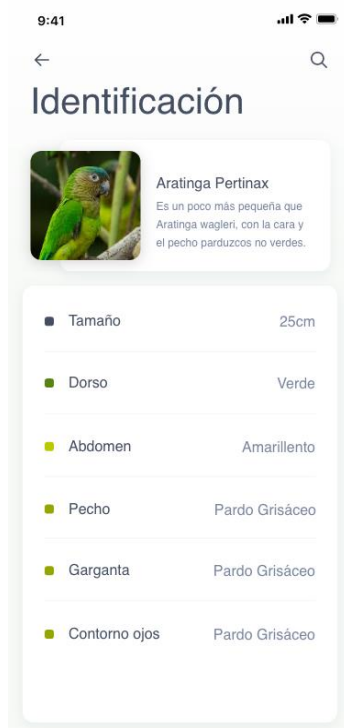 9:41
Identificación
Aratinga Pertinax
Es un poco más pequeña que
Aratinga wagleri, con la cara y
el pecho parduzcos no verdes.
Tamaño 25cm
Dorso Verde
Abdomen Amarillento
Pecho Pardo Grisáceo
Garganta Pardo Grisáceo
Contorno ojos Pardo Grisáceo